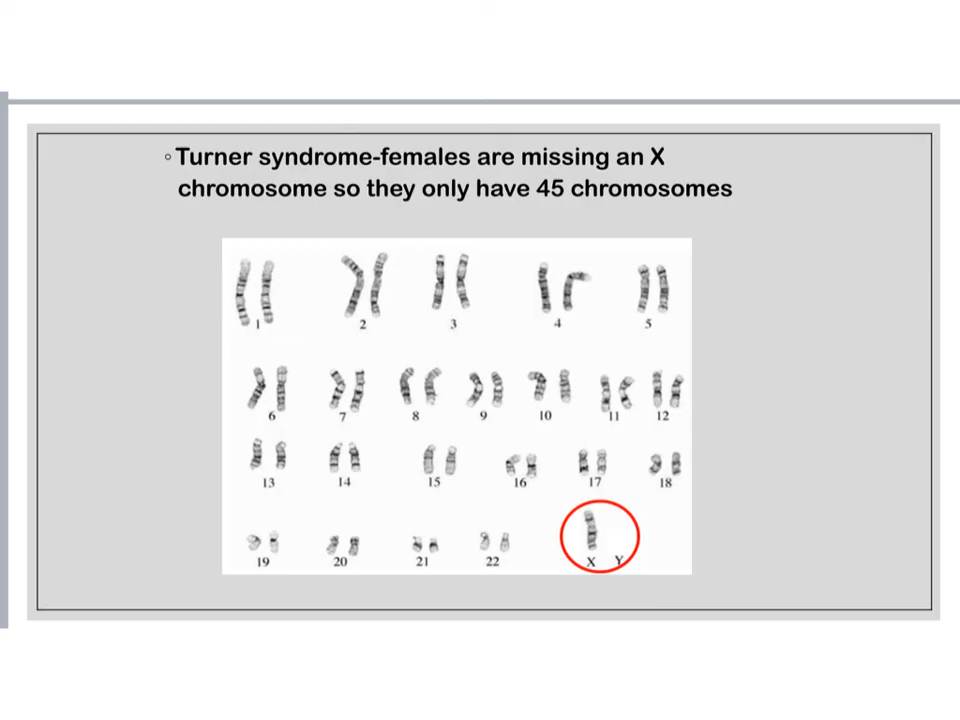 ◦ Turner syndrome-females are missing an X
chromosome so they only have 45 chromosomes
1 2 3 4 5
6 7 8 9 10 11 12
13 14 15 16 17 18
19 20 21 22 X Y